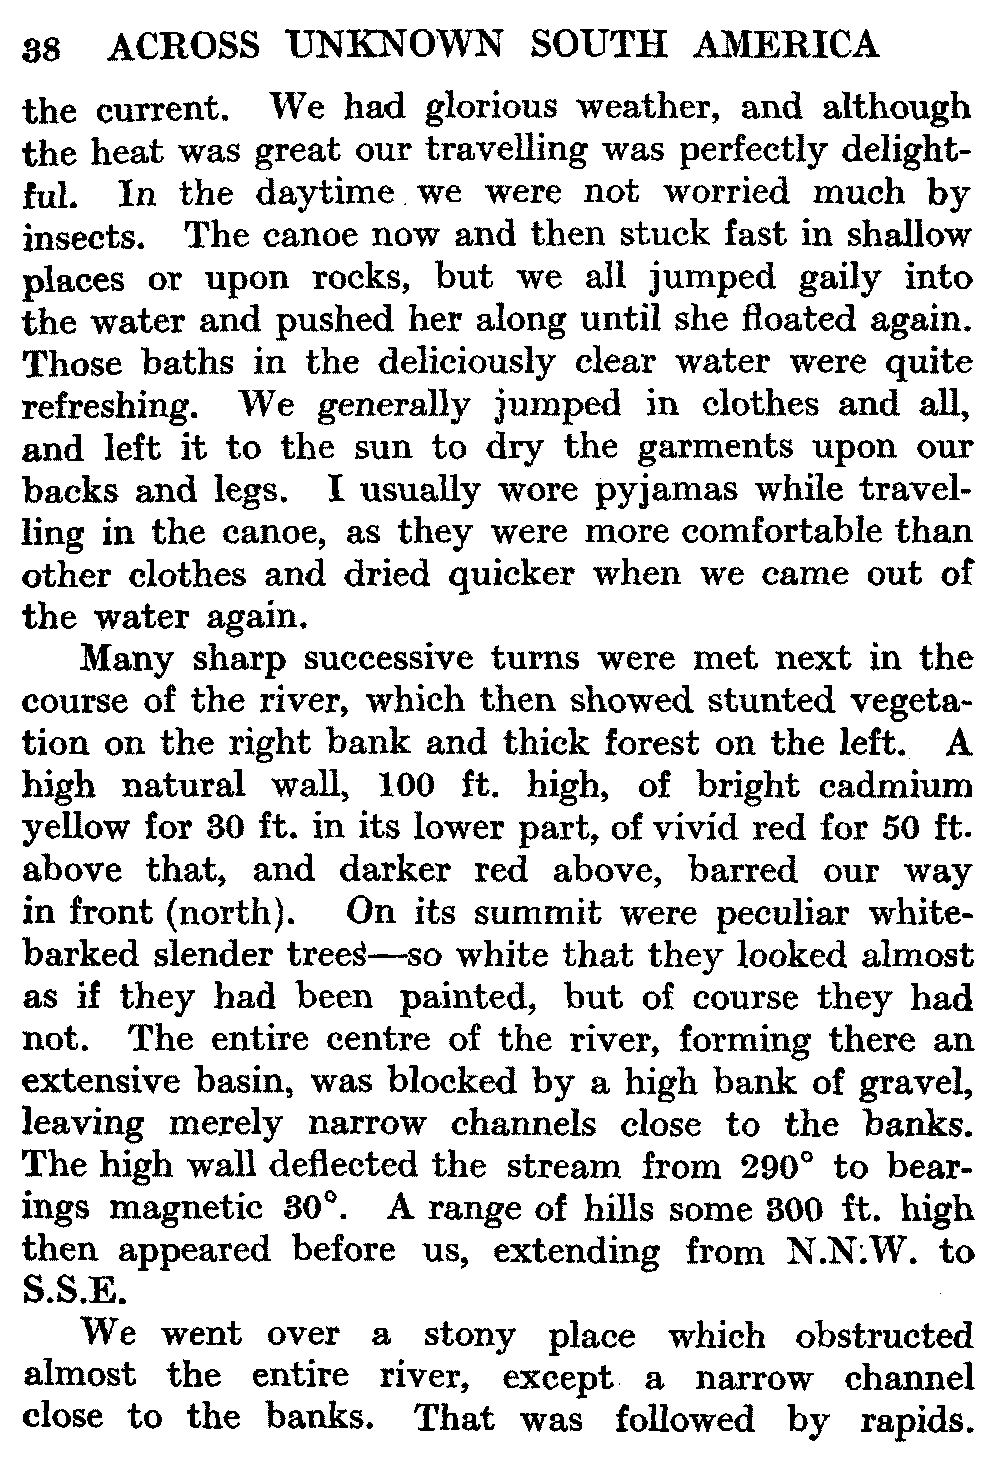 38 ACROSS UNKNOWN SOUTH AMERICA
the current. We had glorious weather, and although
the heat was great our travelling was perfectly delight-
ful. In the daytime we were not worried much by
insects. The canoe now and then stuck fast in shallow
places or upon rocks, but we all jumped gaily into
the water and pushed her along until she floated again.
Those baths in the deliciously clear water were quite
refreshing. We generally jumped in clothes and all,
and left it to the sun to dry the garments upon our
backs and legs. I usually wore pyjamas while travel-
ling in the canoe, as they were more comfortable than
other clothes and dried quicker when we came out of
the water again.
Many sharp successive turns were met next in the
course of the river, which then showed stunted vegeta-
tion on the right bank and thick forest on the left. A
high natural wall, 100 ft. high, of bright cadmium
yellow for 30 ft. in its lower part, of vivid red for 50 ft.
above that, and darker red above, barred our way
in front (north). On its summit were peculiar white-
barked slender trees—so white that they looked almost
as if they had been painted, but of course they had
not. The entire centre of the river, forming there an
extensive basin, was blocked by a high bank of gravel,
leaving merely narrow channels close to the banks.
The high wall deflected the stream from 290° to bear-
ings magnetic 30°. A range of hills some 300 ft. high
then appeared before us, extending from N.N.W. to
S.S.E.
We went over a stony place which obstructed
almost the entire river, except a narrow channel
close to the banks. That was followed by rapids.